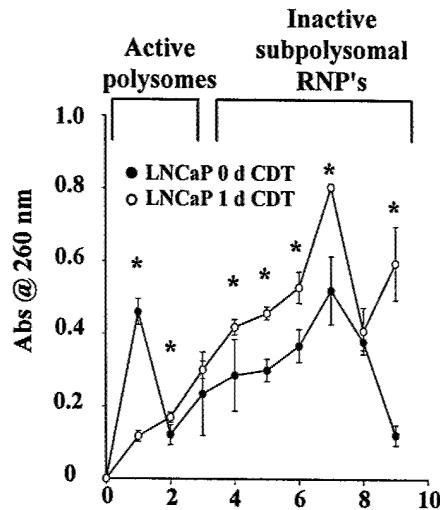 Active
polysomes
Inactive
subpolysomal
RNP's
1.0
0.8
0.6
0.4
0.2
0
Abs @ 260 nm
● LNCaP 0 d CDT
○ LNCaP 1 d CDT
* * * * * * *
0 2 4 6 8 10